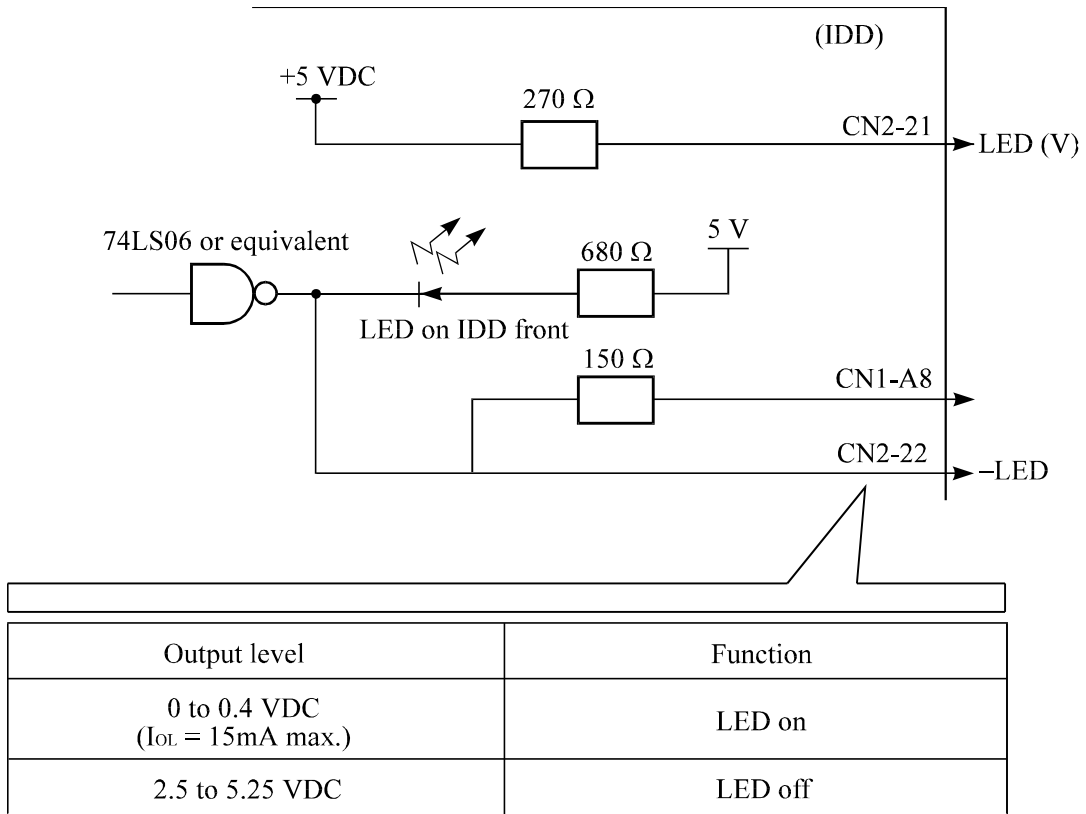 (IDD)
+5 VDC
270 Ω
CN2-21
LED (V)
74LS06 or equivalent
680 Ω
5 V
LED on IDD front
150 Ω
CN1-A8
CN2-22
–LED
Output level Function
0 to 0.4 VDC
(IOL = 15mA max.)
LED on
2.5 to 5.25 VDC LED off